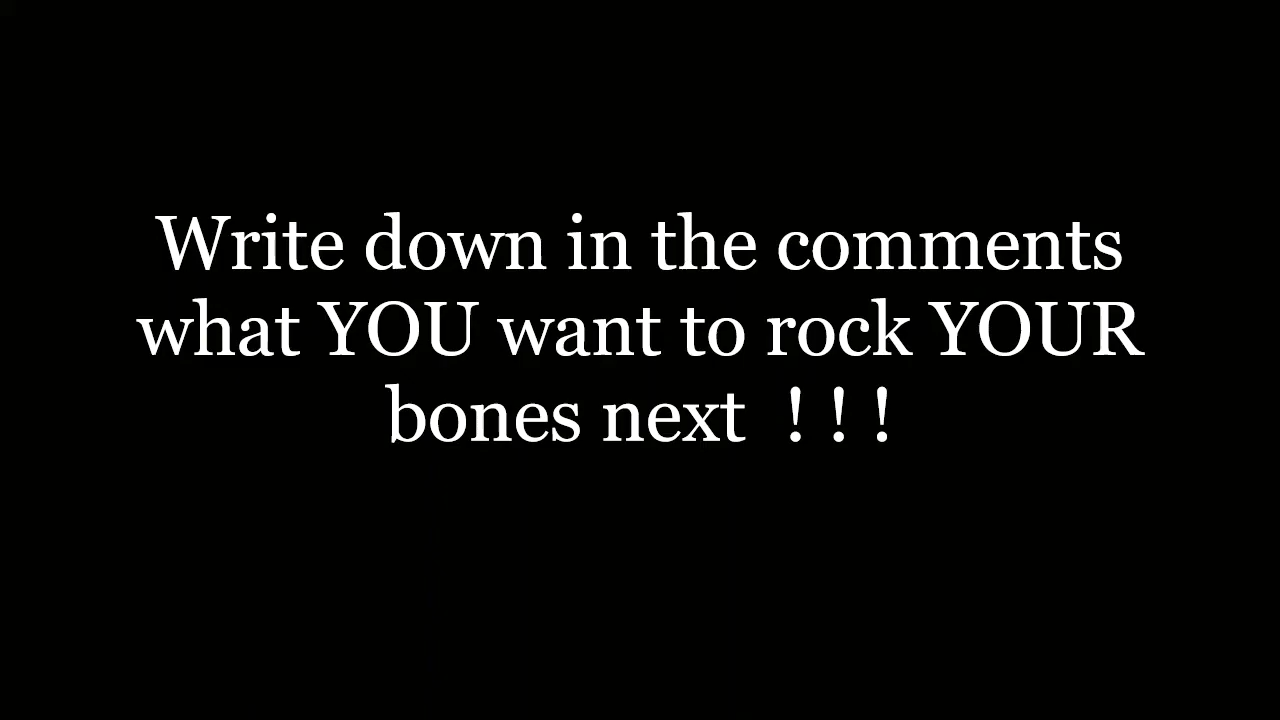 Write down in the comments
what YOU want to rock YOUR
bones next  ! ! !